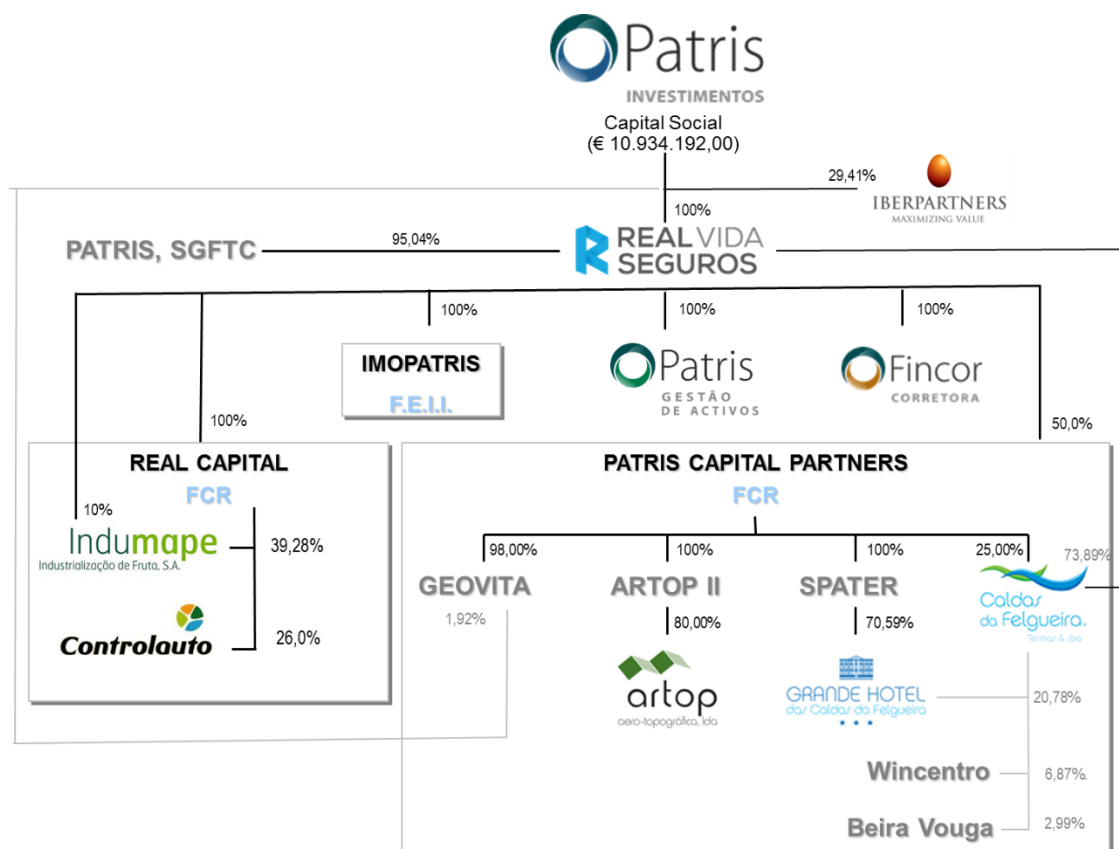 Patris
INVESTIMENTOS
Capital Social
(€ 10.934.192,00)
29,41%
IBERPARTNERS
MAXIMIZING VALUE
100%
PATRIS, SGFTC
95,04%
REAL VIDA
SEGUROS
100%
100%
100%
IMOPATRIS
F.E.I.I.
Patris
GESTÃO
DE ACTIVOS
Fincor
CORRETORA
100%
50,0%
REAL CAPITAL
FCR
10%
Indumape
Industrialização de Fruta, S.A.
39,28%
Controlauto
26,0%
PATRIS CAPITAL PARTNERS
FCR
98,00%
100%
100%
25,00%
73,89%
GEOVITA
ARTOP II
SPATER
Caldas
da Felgueira
Termas & Spa
1,92%
80,00%
70,59%
artop
aero-topográfica, lda
GRANDE HOTEL
das Caldas da Felgueira
20,78%
Wincentro
6,87%.
Beira Vouga
2,99%